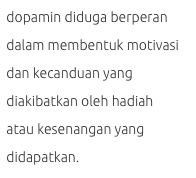 dopamin diduga berperan
dalam membentuk motivasi
dan kecanduan yang
diakibatkan oleh hadiah
atau kesenangan yang
didapatkan.